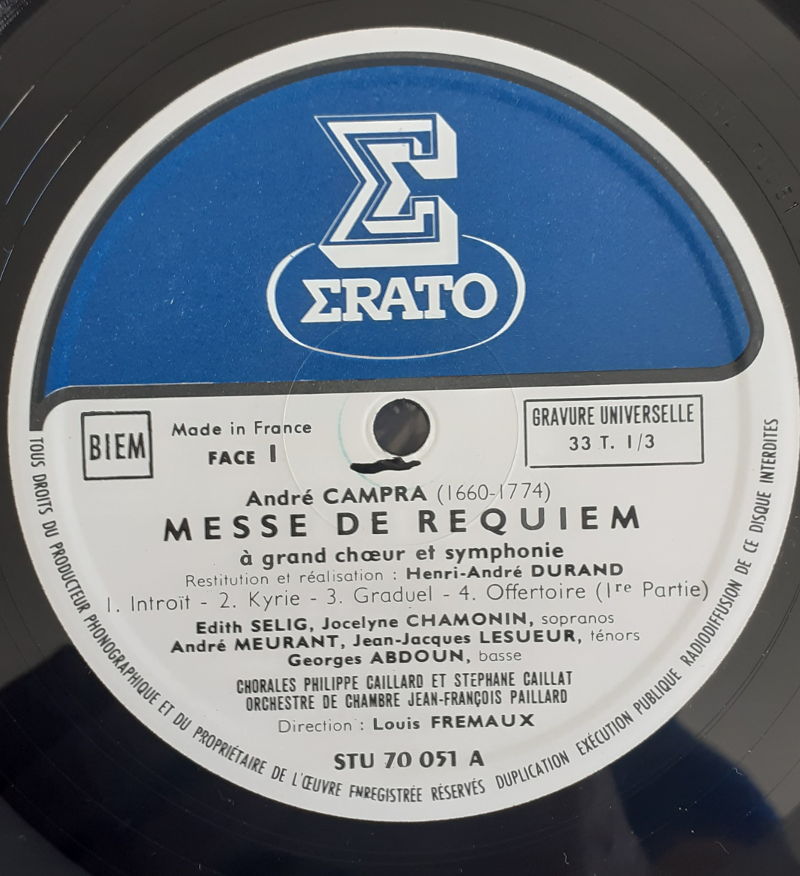 Σ
ΣRATO
BIEM
Made in France
FACE 1
GRAVURE UNIVERSELLE
33 T. 1/3
André CAMPRA (1660-1774)
MESSE DE REQUIEM
à grand chœur et symphonie
Restitution et réalisation : Henri-André DURAND
1. Introït - 2. Kyrie - 3. Graduel - 4. Offertoire (1re Partie)
Edith SELIG, Jocelyne CHAMONIN, sopranos
André MEURANT, Jean-Jacques LESUEUR, ténors
Georges ABDOUN, basse
CHORALES PHILIPPE CAILLARD ET STEPHANE CAILLAT
ORCHESTRE DE CHAMBRE JEAN-FRANÇOIS PAILLARD
Direction : Louis FREMAUX
STU 70 051 A
TOUS DROITS DU PRODUCTEUR PHONOGRAPHIQUE ET DU PROPRIÉTAIRE DE L'ŒUVRE ENREGISTRÉE RÉSERVÉS DUPLICATION EXÉCUTION PUBLIQUE RADIODIFFUSION DE CE DISQUE INTERDITES